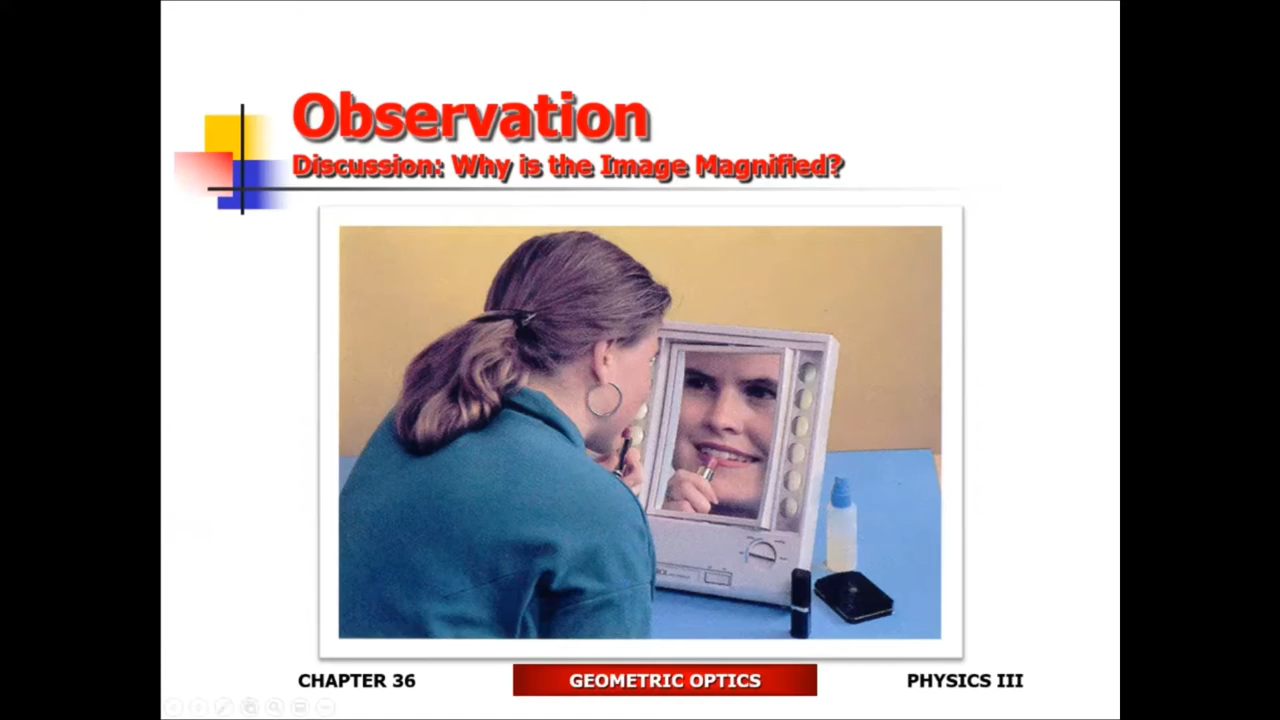 Observation
Discussion: Why is the Image Magnified?
CHAPTER 36
GEOMETRIC OPTICS
PHYSICS III